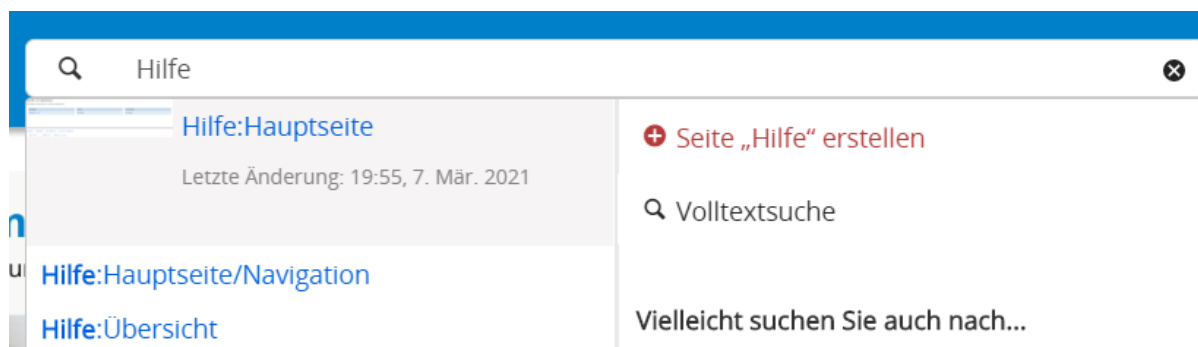 Hilfe
Hilfe:Hauptseite
Letzte Änderung: 19:55, 7. Mär. 2021
Hilfe:Hauptseite/Navigation
Hilfe:Übersicht
Seite „Hilfe“ erstellen
Volltextsuche
Vielleicht suchen Sie auch nach...